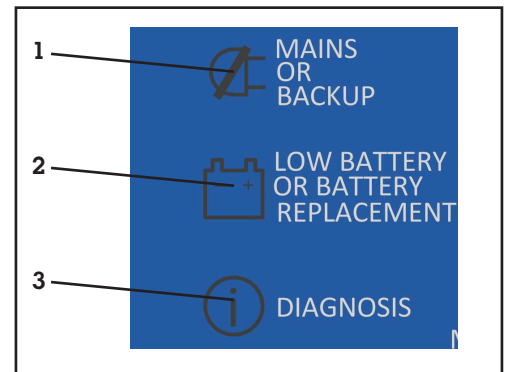 1
MAINS
OR
BACKUP
2
LOW BATTERY
OR BATTERY
REPLACEMENT
3
DIAGNOSIS